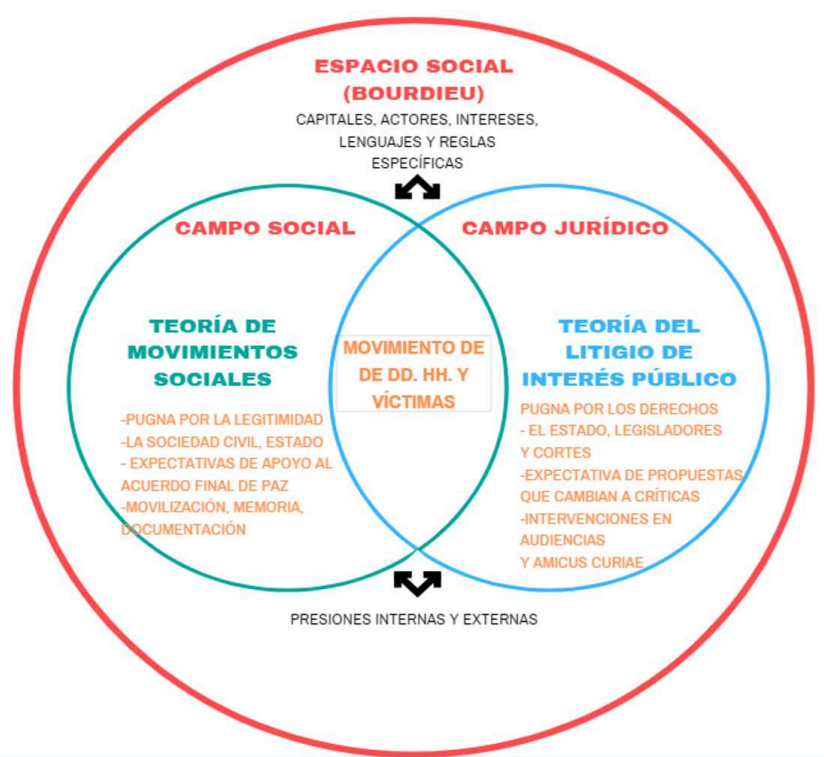 ESPACIO SOCIAL
(BOURDIEU)
CAPITALES, ACTORES, INTERESES,
LENGUAJES Y REGLAS
ESPECÍFICAS
CAMPO SOCIAL
CAMPO JURÍDICO
TEORÍA DE
MOVIMIENTOS
SOCIALES
-PUGNA POR LA LEGITIMIDAD
-LA SOCIEDAD CIVIL, ESTADO
- EXPECTATIVAS DE APOYO AL
ACUERDO FINAL DE PAZ
-MOVILIZACIÓN, MEMORIA,
DOCUMENTACIÓN
MOVIMIENTO DE
DE DD. HH. Y
VÍCTIMAS
TEORÍA DEL
LITIGIO DE
INTERÉS PÚBLICO
PUGNA POR LOS DERECHOS
- EL ESTADO, LEGISLADORES
Y CORTES
-EXPECTATIVA DE PROPUESTAS
QUE CAMBIAN A CRÍTICAS
-INTERVENCIONES EN
AUDIENCIAS
Y AMICUS CURIAE
PRESIONES INTERNAS Y EXTERNAS